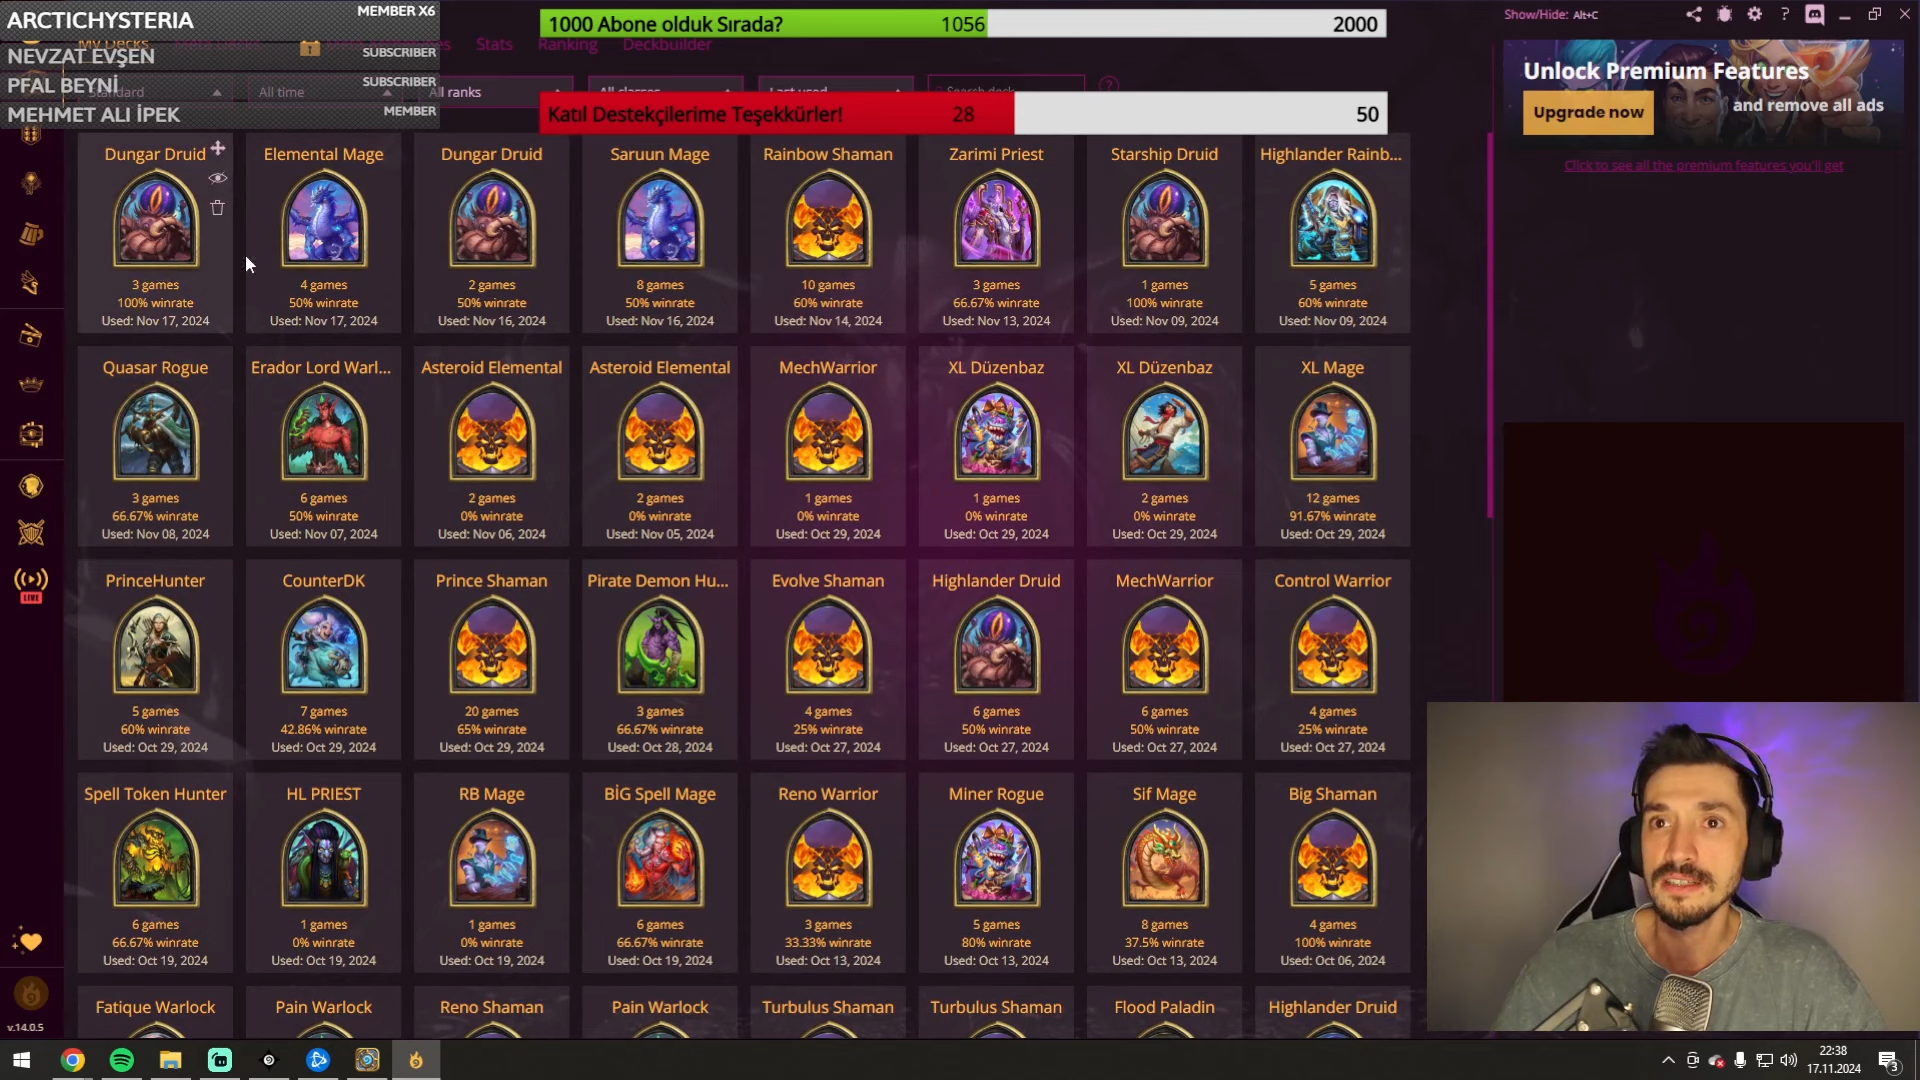 ARCTICHYSTERIA
MEMBER X6
NEVZAT EVŞEN
SUBSCRIBER
PFAL BEYNİ
SUBSCRIBER
MEHMET ALI İPEK
MEMBER
1000 Abone olduk Sırada?
1056
2000
Katıl Destekçilerime Teşekkürler!
28
50
My Decks
Stats
Ranking
Deckbuilder
Standard
All time
All ranks
All classes
Last used
Search deck
Show/Hide: Alt+C
Unlock Premium Features
Upgrade now
and remove all ads
Click to see all the premium features you'll get
Dungar Druid
3 games
100% winrate
Used: Nov 17, 2024
Elemental Mage
4 games
50% winrate
Used: Nov 17, 2024
Dungar Druid
2 games
50% winrate
Used: Nov 16, 2024
Saruun Mage
8 games
50% winrate
Used: Nov 16, 2024
Rainbow Shaman
10 games
60% winrate
Used: Nov 14, 2024
Zarimi Priest
3 games
66.67% winrate
Used: Nov 13, 2024
Starship Druid
1 games
100% winrate
Used: Nov 09, 2024
Highlander Rainb...
5 games
60% winrate
Used: Nov 09, 2024
Quasar Rogue
3 games
66.67% winrate
Used: Nov 08, 2024
Erador Lord Warl...
6 games
50% winrate
Used: Nov 07, 2024
Asteroid Elemental
2 games
0% winrate
Used: Nov 06, 2024
Asteroid Elemental
2 games
0% winrate
Used: Nov 05, 2024
MechWarrior
1 games
0% winrate
Used: Oct 29, 2024
XL Düzenbaz
1 games
0% winrate
Used: Oct 29, 2024
XL Düzenbaz
2 games
0% winrate
Used: Oct 29, 2024
XL Mage
12 games
91.67% winrate
Used: Oct 29, 2024
PrinceHunter
5 games
60% winrate
Used: Oct 29, 2024
CounterDK
7 games
42.86% winrate
Used: Oct 29, 2024
Prince Shaman
20 games
65% winrate
Used: Oct 29, 2024
Pirate Demon Hu...
3 games
66.67% winrate
Used: Oct 28, 2024
Evolve Shaman
4 games
25% winrate
Used: Oct 27, 2024
Highlander Druid
6 games
50% winrate
Used: Oct 27, 2024
MechWarrior
6 games
50% winrate
Used: Oct 27, 2024
Control Warrior
4 games
25% winrate
Used: Oct 27, 2024
Spell Token Hunter
6 games
66.67% winrate
Used: Oct 19, 2024
HL PRIEST
1 games
0% winrate
Used: Oct 19, 2024
RB Mage
1 games
0% winrate
Used: Oct 19, 2024
BİG Spell Mage
6 games
66.67% winrate
Used: Oct 19, 2024
Reno Warrior
3 games
33.33% winrate
Used: Oct 13, 2024
Miner Rogue
5 games
80% winrate
Used: Oct 13, 2024
Sif Mage
8 games
37.5% winrate
Used: Oct 13, 2024
Big Shaman
4 games
100% winrate
Used: Oct 06, 2024
Fatique Warlock
Pain Warlock
Reno Shaman
Pain Warlock
Turbulus Shaman
Turbulus Shaman
Flood Paladin
Highlander Druid
LIVE
v.14.0.5
22:38
17.11.2024
3